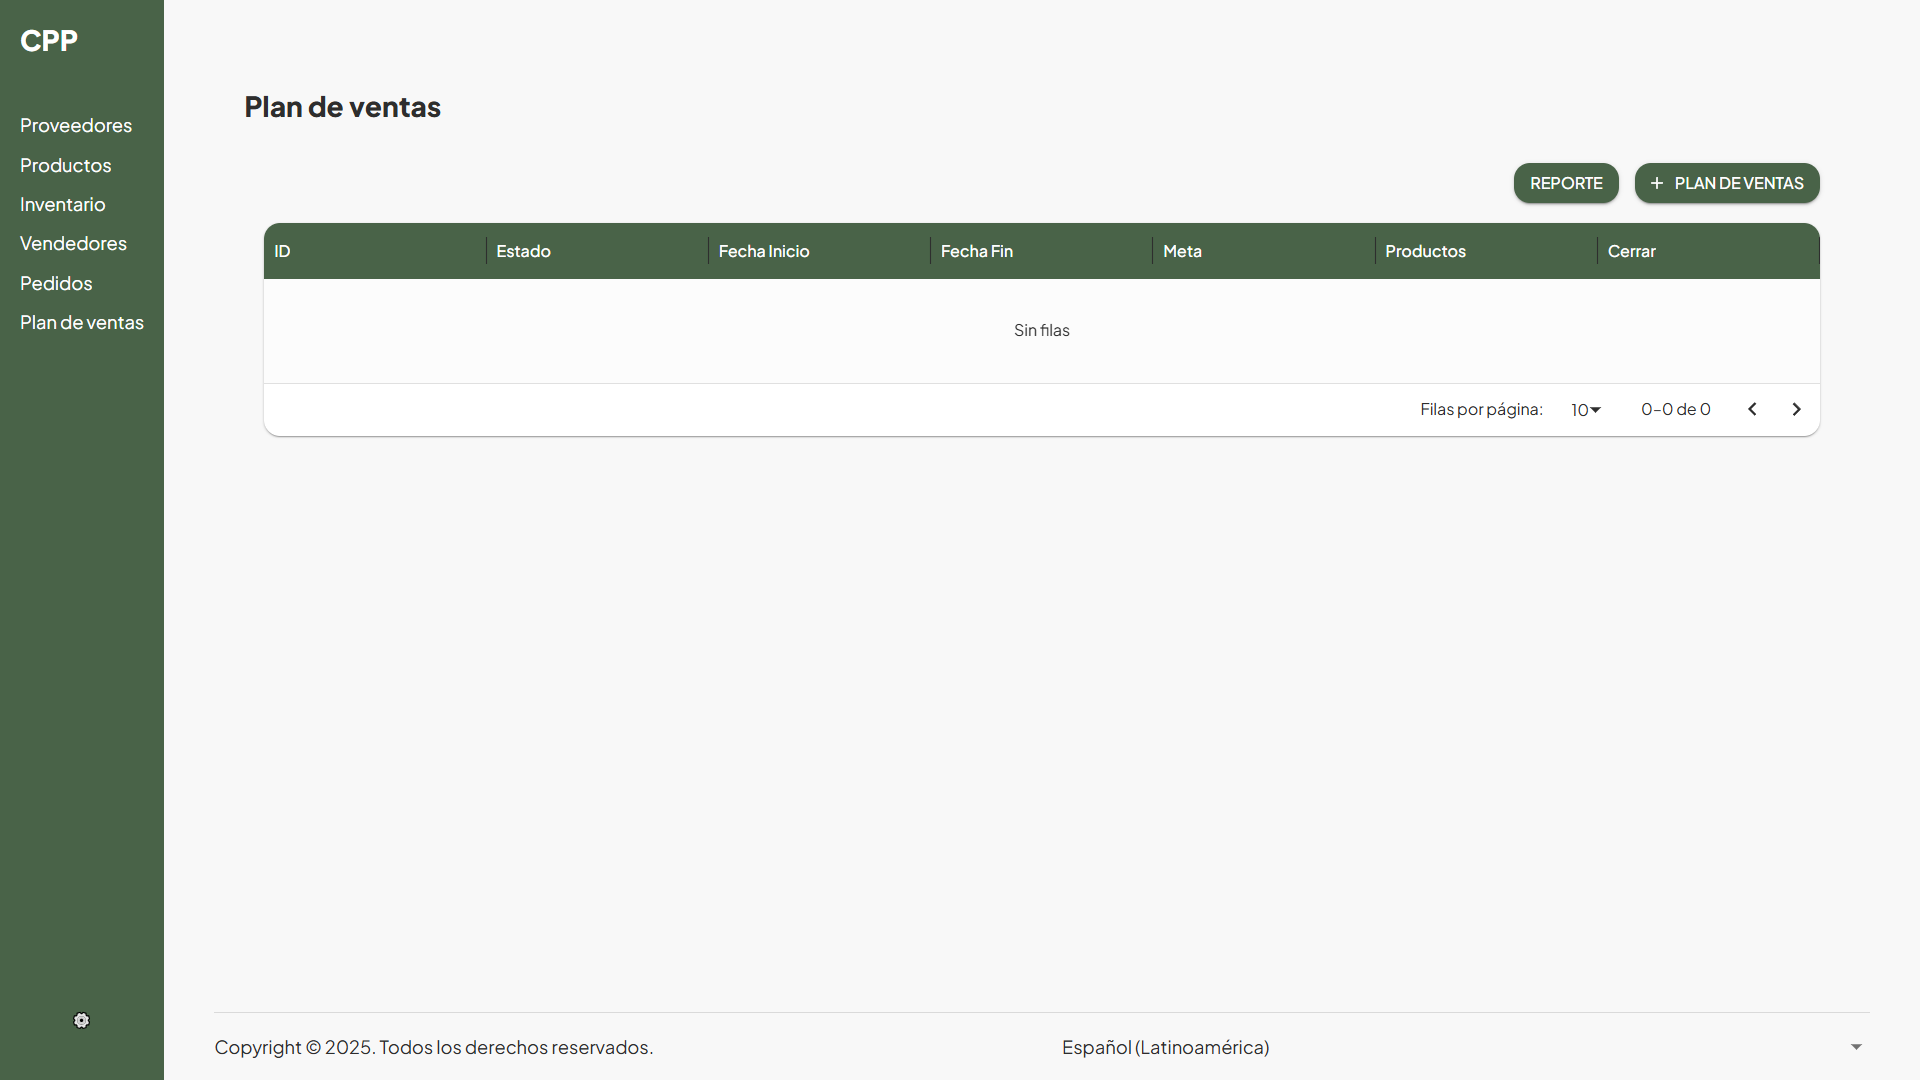 CPP
Proveedores
Productos
Inventario
Vendedores
Pedidos
Plan de ventas
Plan de ventas
REPORTE
+ PLAN DE VENTAS
ID Estado Fecha Inicio Fecha Fin Meta Productos Cerrar
Sin filas
Filas por página: 10 0–0 de 0
Copyright © 2025. Todos los derechos reservados.
Español (Latinoamérica)